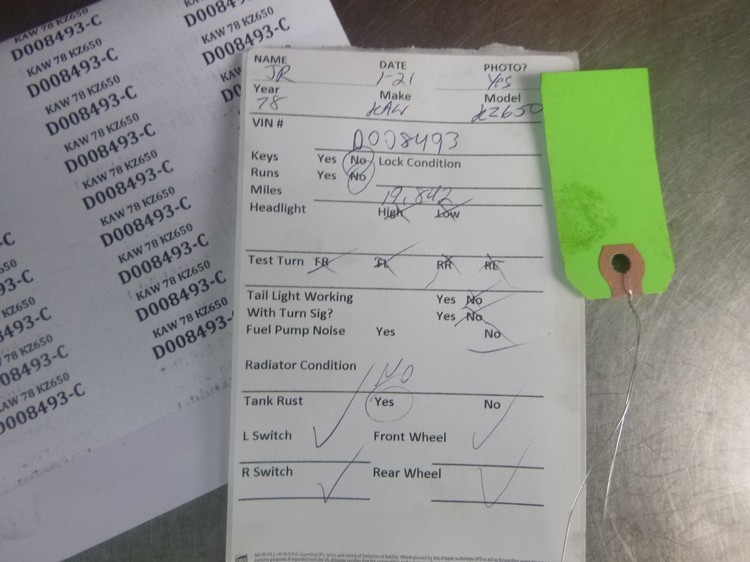 KAW 78 KZ650
D008493-C
KAW 78 KZ650
D008493-C
KAW 78 KZ650
D008493-C
KAW 78 KZ650
D008493-C
KAW 78 KZ650
D008493-C
KAW 78 KZ650
D008493-C
KAW 78 KZ650
D008493-C
KAW 78 KZ650
D008493-C
KAW 78 KZ650
D008493-C
KAW 78 KZ650
D008493-
NAME DATE PHOTO?
JR 1-21 Yes
Year Make Model
78 KAW KZ650
VIN #
D008493
Keys Yes No Lock Condition
Runs Yes No
Miles 19,842
Headlight High Low
Test Turn FR FL RR RL
Tail Light Working Yes No
With Turn Sig? Yes No
Fuel Pump Noise Yes No
Radiator Condition NO
Tank Rust Yes No
L Switch Front Wheel
R Switch Rear Wheel